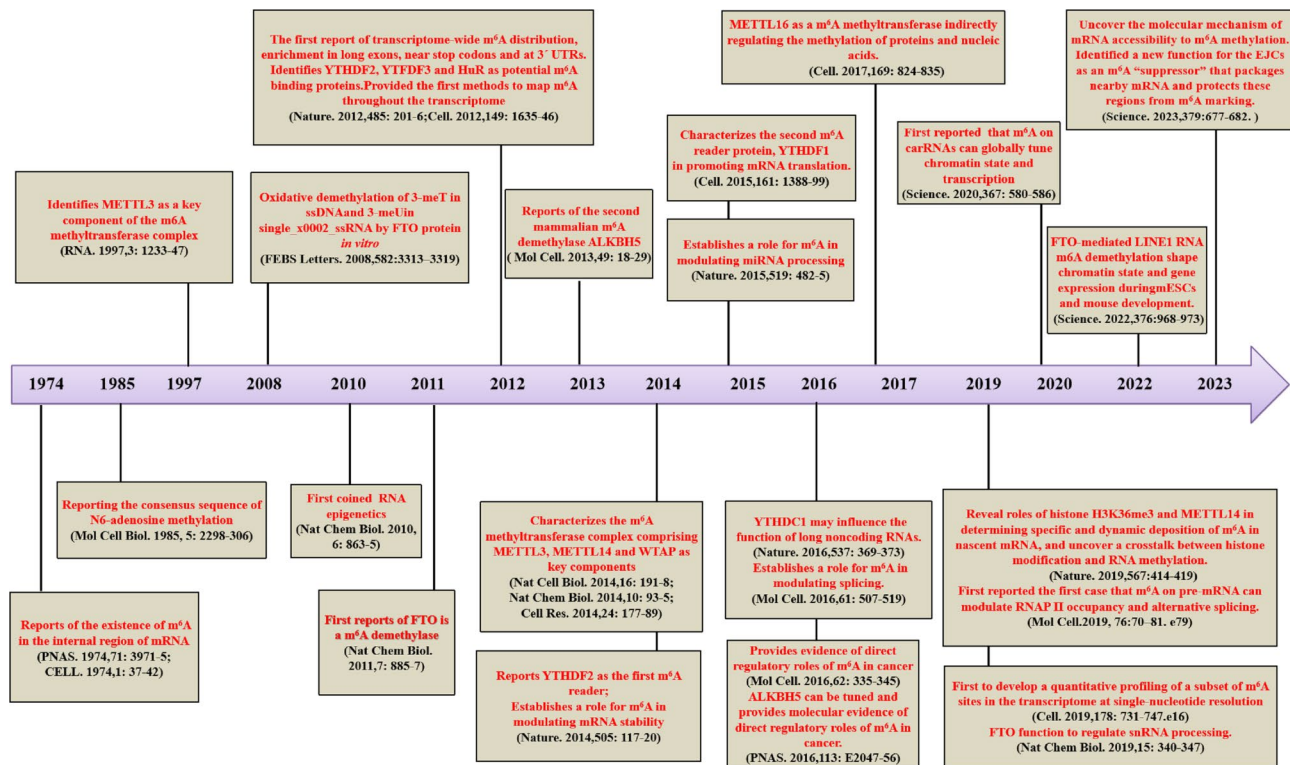 The first report of transcriptome-wide m⁶A distribution,
enrichment in long exons, near stop codons and at 3´ UTRs.
Identifies YTHDF2, YTFDF3 and HuR as potential m⁶A
binding proteins.Provided the first methods to map m⁶A
throughout the transcriptome
(Nature. 2012,485: 201-6;Cell. 2012,149: 1635-46)
METTL16 as a m⁶A methyltransferase indirectly
regulating the methylation of proteins and nucleic
acids.
(Cell. 2017,169: 824-835)
Uncover the molecular mechanism of
mRNA accessibility to m⁶A methylation.
Identified a new function for the EJCs
as an m⁶A “suppressor” that packages
nearby mRNA and protects these
regions from m⁶A marking.
(Science. 2023,379:677-682. )
Identifies METTL3 as a key
component of the m6A
methyltransferase complex
(RNA. 1997,3: 1233-47)
Oxidative demethylation of 3-meT in
ssDNAand 3-meUin
single_x0002_ssRNA by FTO protein
in vitro
(FEBS Letters. 2008,582:3313–3319)
Reports of the second
mammalian m⁶A
demethylase ALKBH5
( Mol Cell. 2013,49: 18-29)
Characterizes the second m⁶A
reader protein, YTHDF1
in promoting mRNA translation.
(Cell. 2015,161: 1388-99)
Establishes a role for m⁶A in
modulating miRNA processing
(Nature. 2015,519: 482-5)
First reported that m⁶A on
carRNAs can globally tune
chromatin state and
transcription
(Science. 2020,367: 580-586)
FTO-mediated LINE1 RNA
m6A demethylation shape
chromatin state and gene
expression duringmESCs
and mouse development.
(Science. 2022,376:968-973)
1974 1985 1997 2008 2010 2011 2012 2013 2014 2015 2016 2017 2019 2020 2022 2023
Reporting the consensus sequence of
N6-adenosine methylation
(Mol Cell Biol. 1985, 5: 2298-306)
Reports of the existence of m⁶A
in the internal region of mRNA
(PNAS. 1974,71: 3971-5;
CELL. 1974,1: 37-42)
First coined RNA
epigenetics
(Nat Chem Biol. 2010,
6: 863-5)
First reports of FTO is
a m⁶A demethylase
(Nat Chem Biol.
2011,7: 885-7)
Characterizes the m⁶A
methyltransferase complex comprising
METTL3, METTL14 and WTAP as
key components
(Nat Cell Biol. 2014,16: 191-8;
Nat Chem Biol. 2014,10: 93-5;
Cell Res. 2014,24: 177-89)
Reports YTHDF2 as the first m⁶A
reader;
Establishes a role for m⁶A in
modulating mRNA stability
(Nature. 2014,505: 117-20)
YTHDC1 may influence the
function of long noncoding RNAs.
(Nature. 2016,537: 369-373)
Establishes a role for m⁶A in
modulating splicing.
(Mol Cell. 2016,61: 507-519)
Provides evidence of direct
regulatory roles of m⁶A in cancer
(Mol Cell. 2016,62: 335-345)
ALKBH5 can be tuned and
provides molecular evidence of
direct regulatory roles of m⁶A in
cancer.
(PNAS. 2016,113: E2047-56)
Reveal roles of histone H3K36me3 and METTL14 in
determining specific and dynamic deposition of m⁶A in
nascent mRNA, and uncover a crosstalk between histone
modification and RNA methylation.
(Nature. 2019,567:414-419)
First reported the first case that m⁶A on pre-mRNA can
modulate RNAP II occupancy and alternative splicing.
(Mol Cell.2019, 76:70–81. e79)
First to develop a quantitative profiling of a subset of m⁶A
sites in the transcriptome at single-nucleotide resolution
(Cell. 2019,178: 731-747.e16)
FTO function to regulate snRNA processing.
(Nat Chem Biol. 2019,15: 340-347)